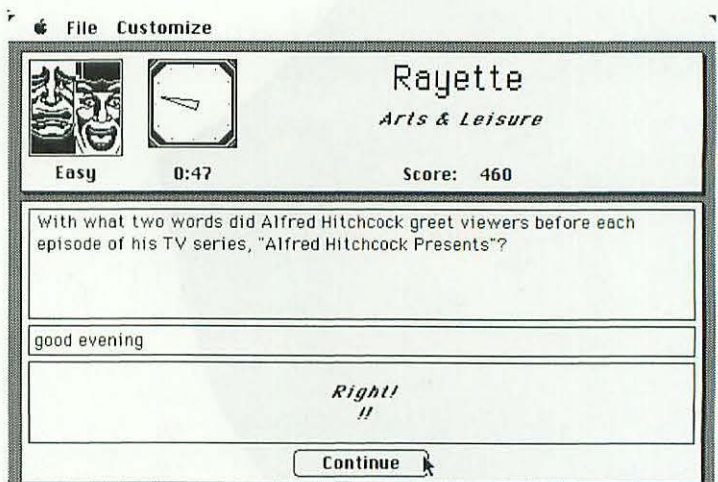 File Customize
Rayette
Arts & Leisure
Easy 0:47 Score: 460
With what two words did Alfred Hitchcock greet viewers before each
episode of his TV series, "Alfred Hitchcock Presents"?
good evening
Right!
!!
Continue